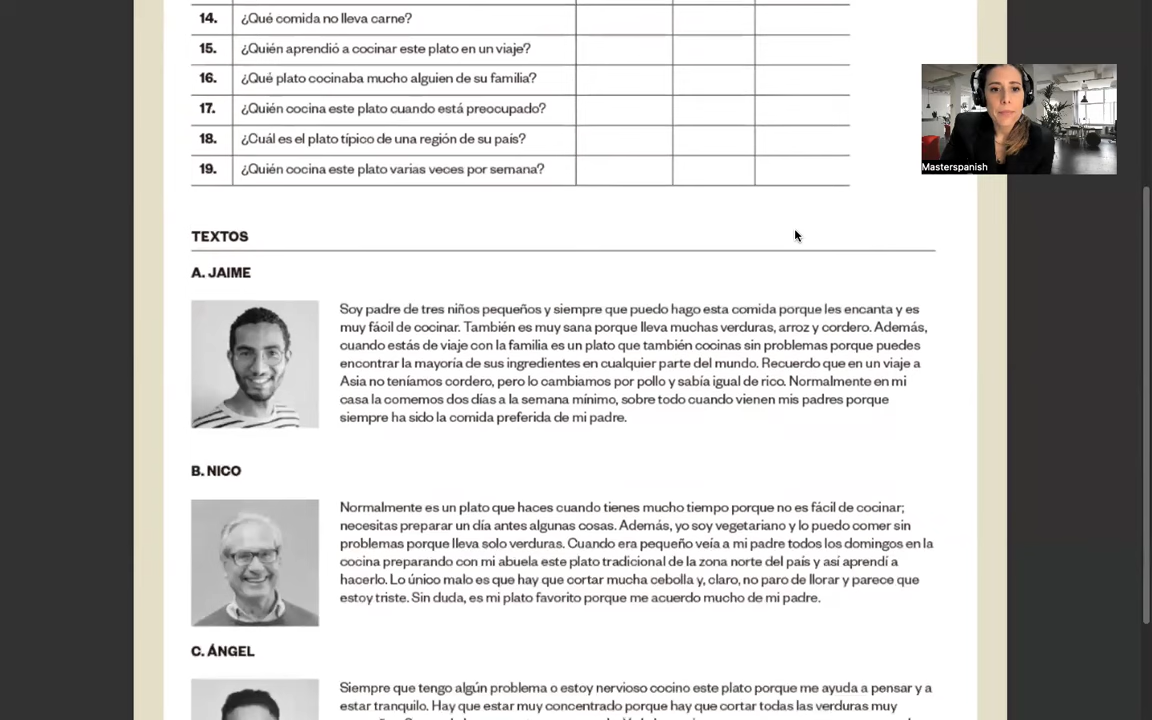 14. ¿Qué comida no lleva carne?
15. ¿Quién aprendió a cocinar este plato en un viaje?
16. ¿Qué plato cocinaba mucho alguien de su familia?
17. ¿Quién cocina este plato cuando está preocupado?
18. ¿Cuál es el plato típico de una región de su país?
19. ¿Quién cocina este plato varias veces por semana?
Masterspanish
TEXTOS
A. JAIME
Soy padre de tres niños pequeños y siempre que puedo hago esta comida porque les encanta y es
muy fácil de cocinar. También es muy sana porque lleva muchas verduras, arroz y cordero. Además,
cuando estás de viaje con la familia es un plato que también cocinas sin problemas porque puedes
encontrar la mayoría de sus ingredientes en cualquier parte del mundo. Recuerdo que en un viaje a
Asia no teníamos cordero, pero lo cambiamos por pollo y sabía igual de rico. Normalmente en mi
casa la comemos dos días a la semana mínimo, sobre todo cuando vienen mis padres porque
siempre ha sido la comida preferida de mi padre.
B. NICO
Normalmente es un plato que haces cuando tienes mucho tiempo porque no es fácil de cocinar;
necesitas preparar un día antes algunas cosas. Además, yo soy vegetariano y lo puedo comer sin
problemas porque lleva solo verduras. Cuando era pequeño veía a mi padre todos los domingos en la
cocina preparando con mi abuela este plato tradicional de la zona norte del país y así aprendí a
hacerlo. Lo único malo es que hay que cortar mucha cebolla y, claro, no paro de llorar y parece que
estoy triste. Sin duda, es mi plato favorito porque me acuerdo mucho de mi padre.
C. ÁNGEL
Siempre que tengo algún problema o estoy nervioso cocino este plato porque me ayuda a pensar y a
estar tranquilo. Hay que estar muy concentrado porque hay que cortar todas las verduras muy